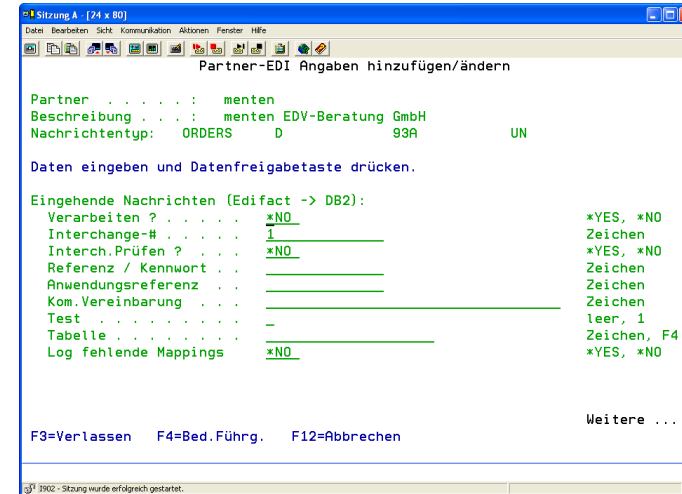 Sitzung A - [24 x 80]
Datei Bearbeiten Sicht Kommunikation Aktionen Fenster Hilfe
Partner-EDI Angaben hinzufügen/ändern
Partner . . . . . : menten
Beschreibung . . . : menten EDV-Beratung GmbH
Nachrichtentyp: ORDERS D 93A UN
Daten eingeben und Datenfreigabetaste drücken.
Eingehende Nachrichten (Edifact -> DB2):
Verarbeiten ? . . . . . *NO *YES, *NO
Interchange-# . . . . . 1 Zeichen
Interch.Prüfen ? . . . *NO *YES, *NO
Referenz / Kennwort . . Zeichen
Anwendungsreferenz . . Zeichen
Kom.Vereinbarung . . . Zeichen
Test . . . . . . . . . leer, 1
Tabelle . . . . . . . . Zeichen, F4
Log fehlende Mappings *NO *YES, *NO
Weitere ...
F3=Verlassen F4=Bed.Führg. F12=Abbrechen
I902 - Sitzung wurde erfolgreich gestartet.